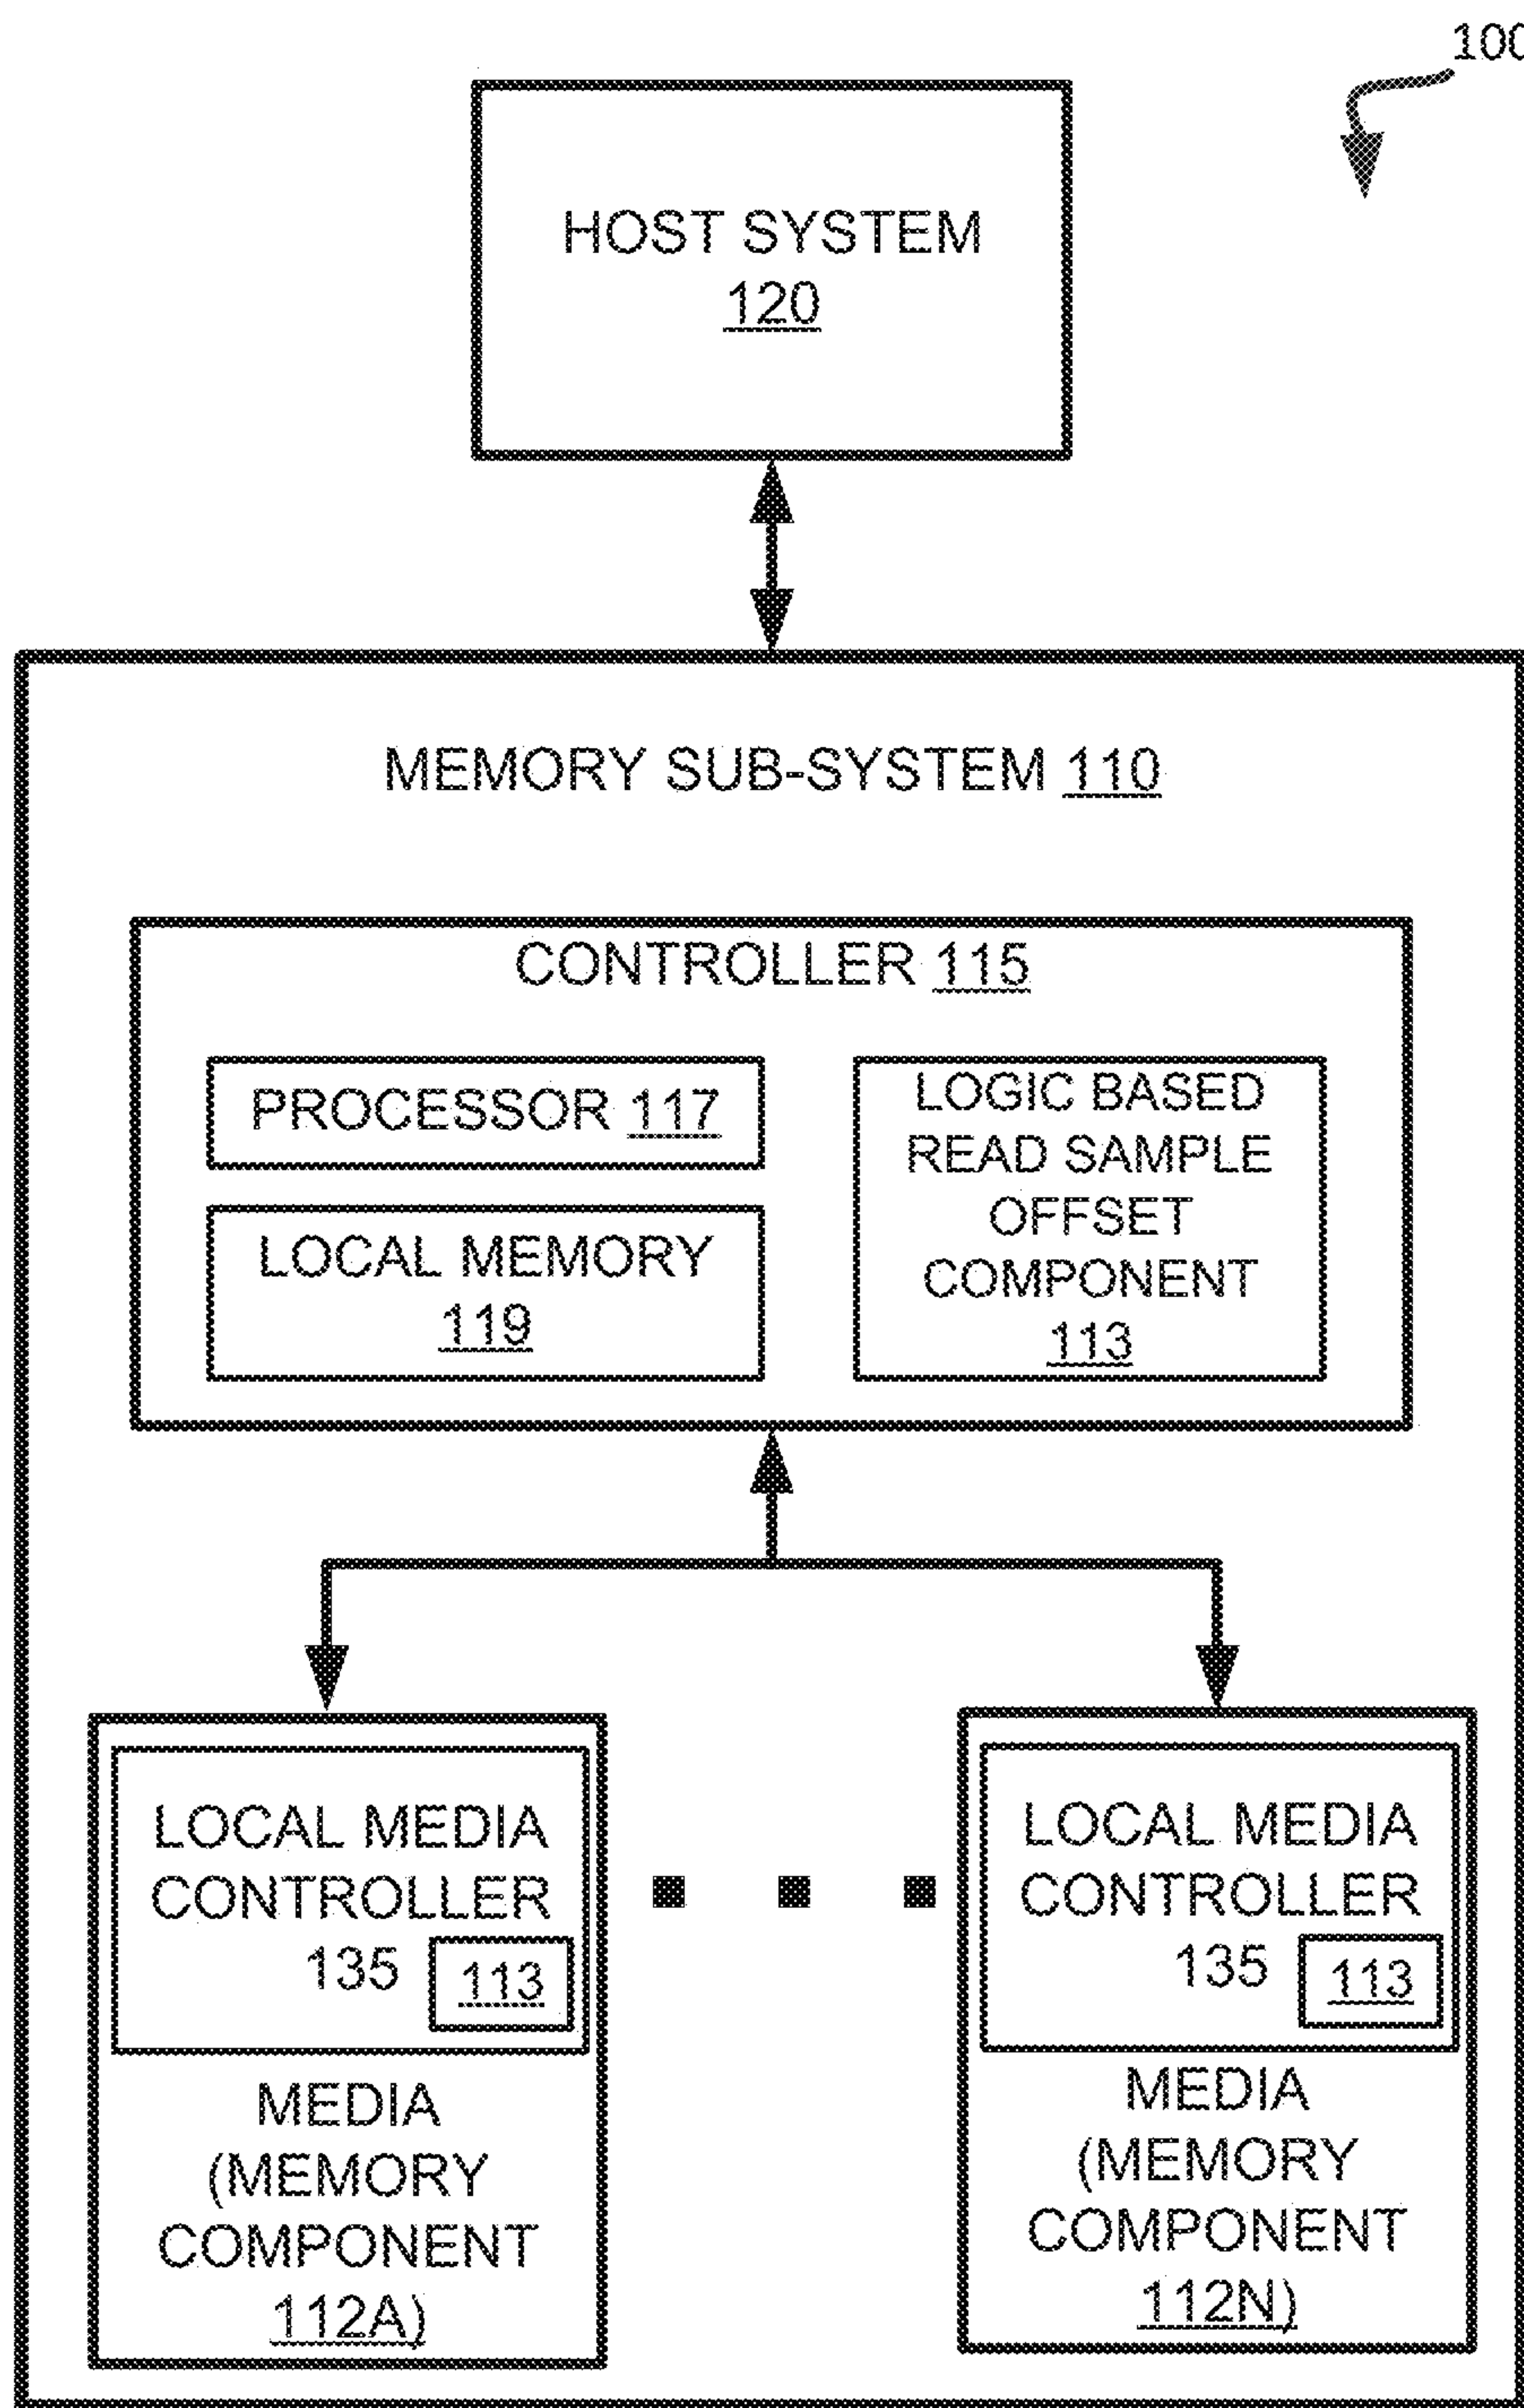 100
HOST SYSTEM
120
MEMORY SUB-SYSTEM 110
CONTROLLER 115
PROCESSOR 117
LOCAL MEMORY
119
LOGIC BASED
READ SAMPLE
OFFSET
COMPONENT
113
LOCAL MEDIA
CONTROLLER
135
113
MEDIA
(MEMORY
COMPONENT
112A)
LOCAL MEDIA
CONTROLLER
135
113
MEDIA
(MEMORY
COMPONENT
112N)